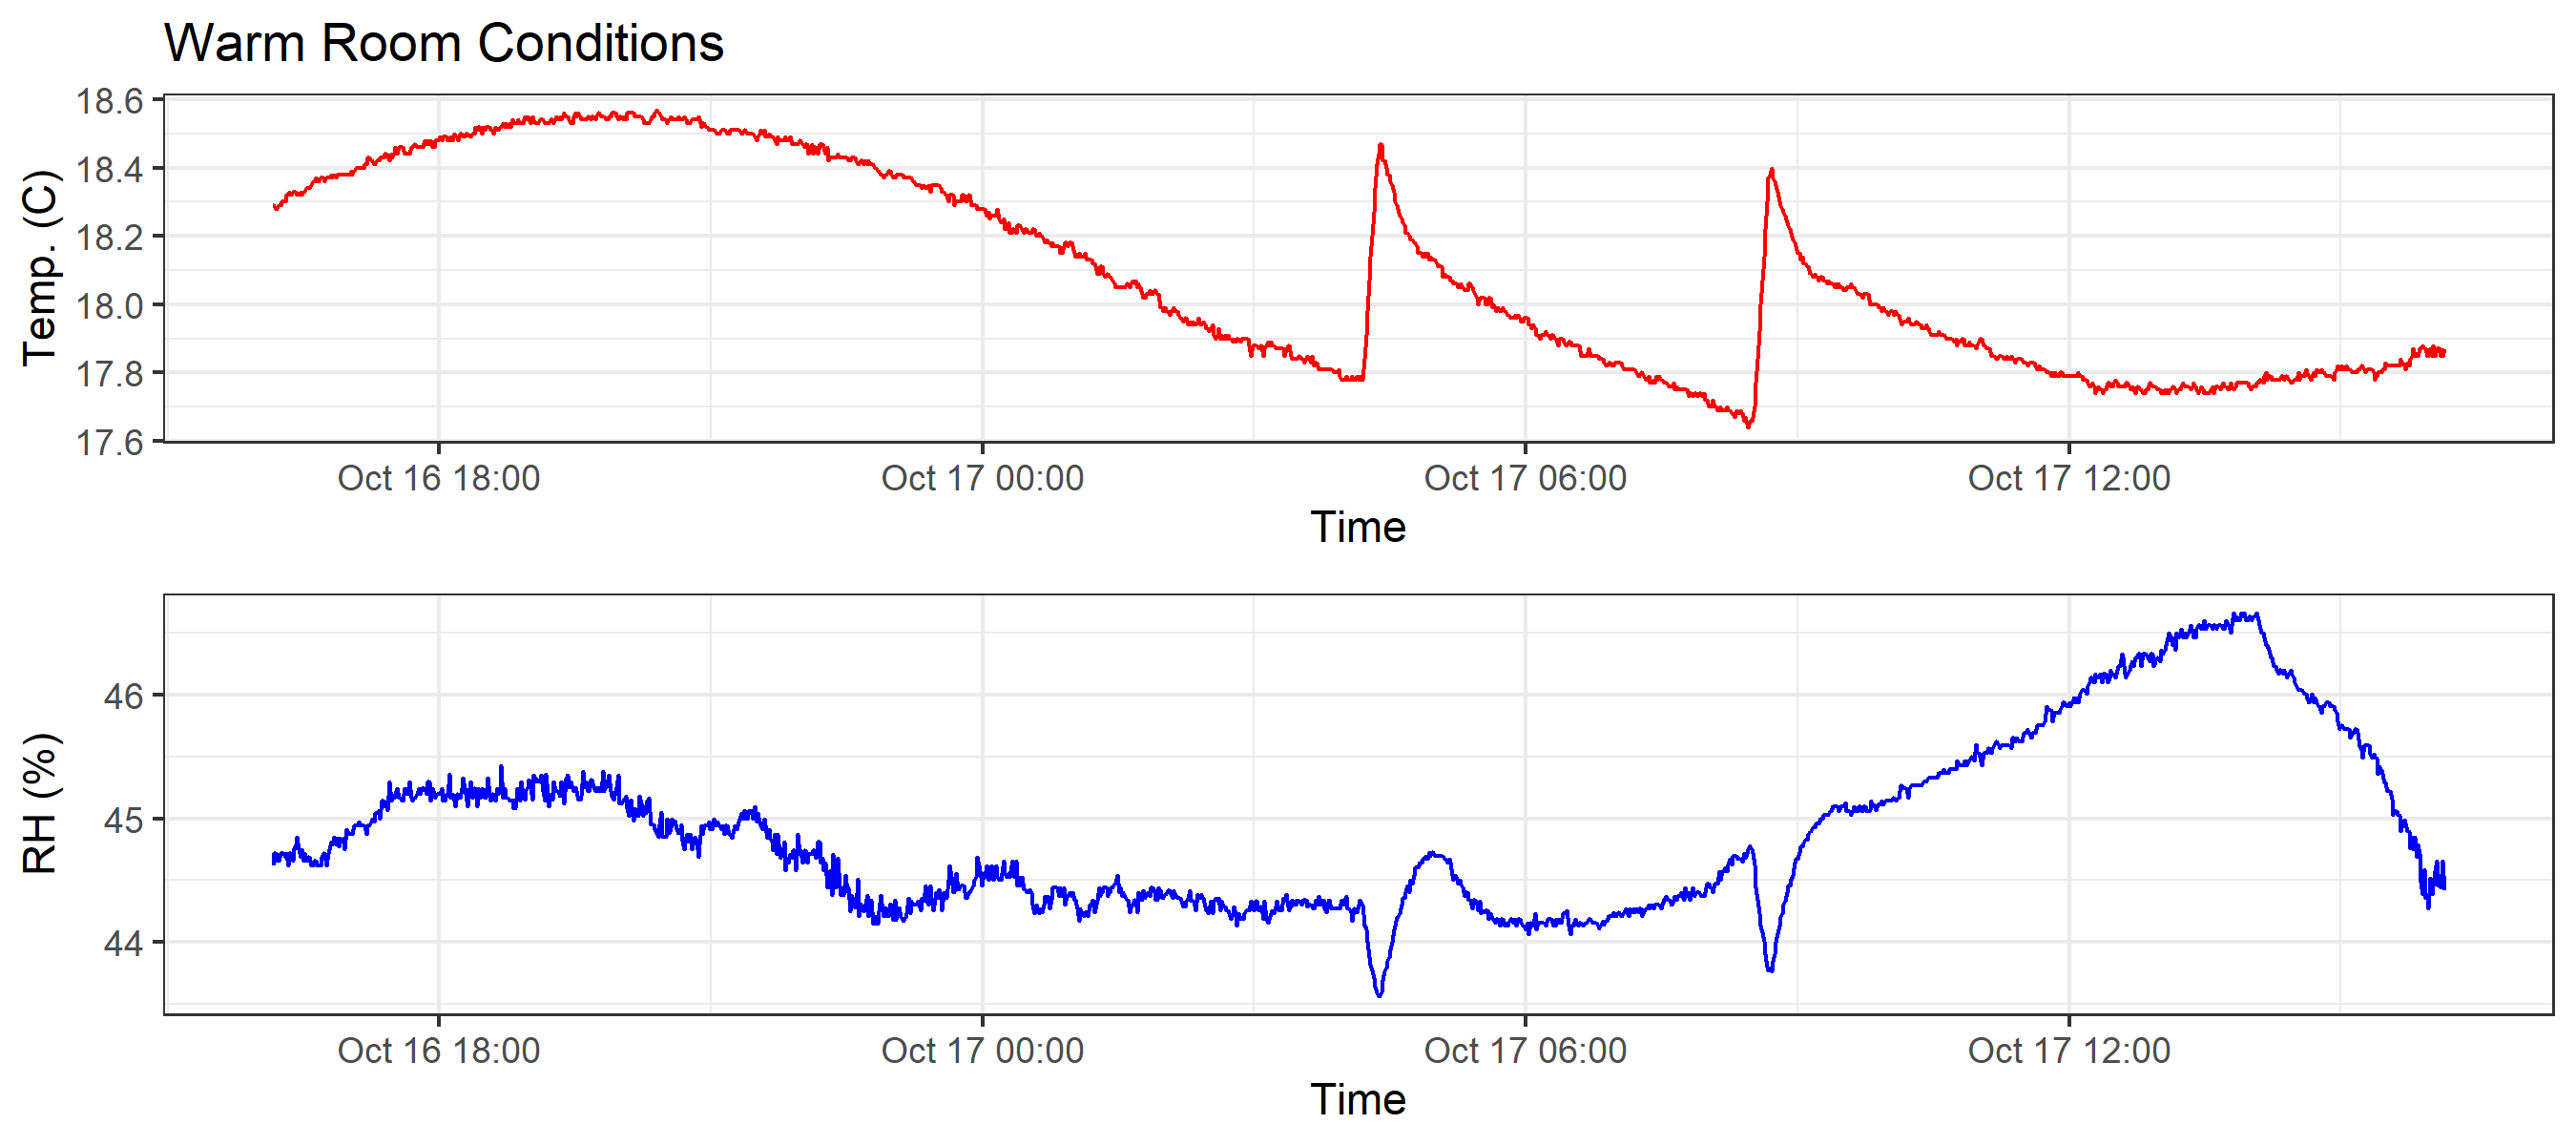 Warm Room Conditions
18.6
18.4
18.2
18.0
17.8
17.6
Temp. (C)
Oct 16 18:00 Oct 17 00:00 Oct 17 06:00 Oct 17 12:00
Time
46
45
44
RH (%)
Oct 16 18:00 Oct 17 00:00 Oct 17 06:00 Oct 17 12:00
Time